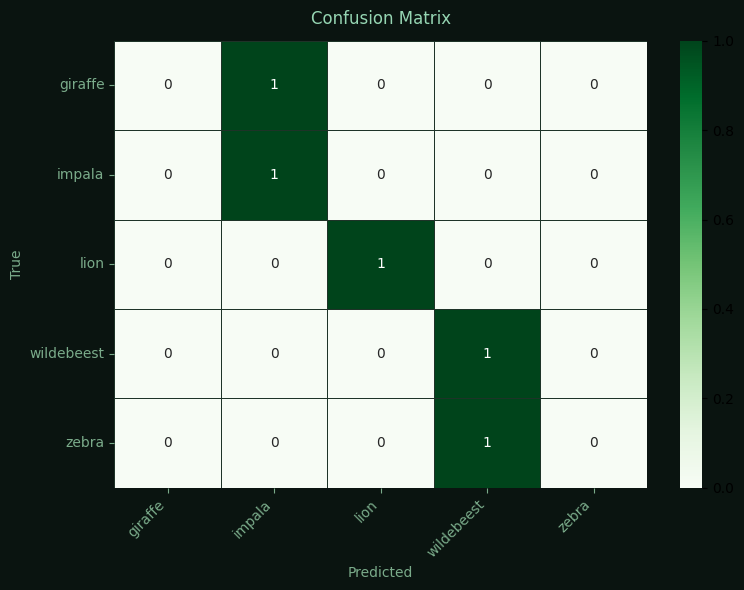 Confusion Matrix
giraffe 0 1 0 0 0
impala 0 1 0 0 0
lion 0 0 1 0 0
wildebeest 0 0 0 1 0
zebra 0 0 0 1 0
True
giraffe impala lion wildebeest zebra
Predicted
1.0
0.8
0.6
0.4
0.2
0.0